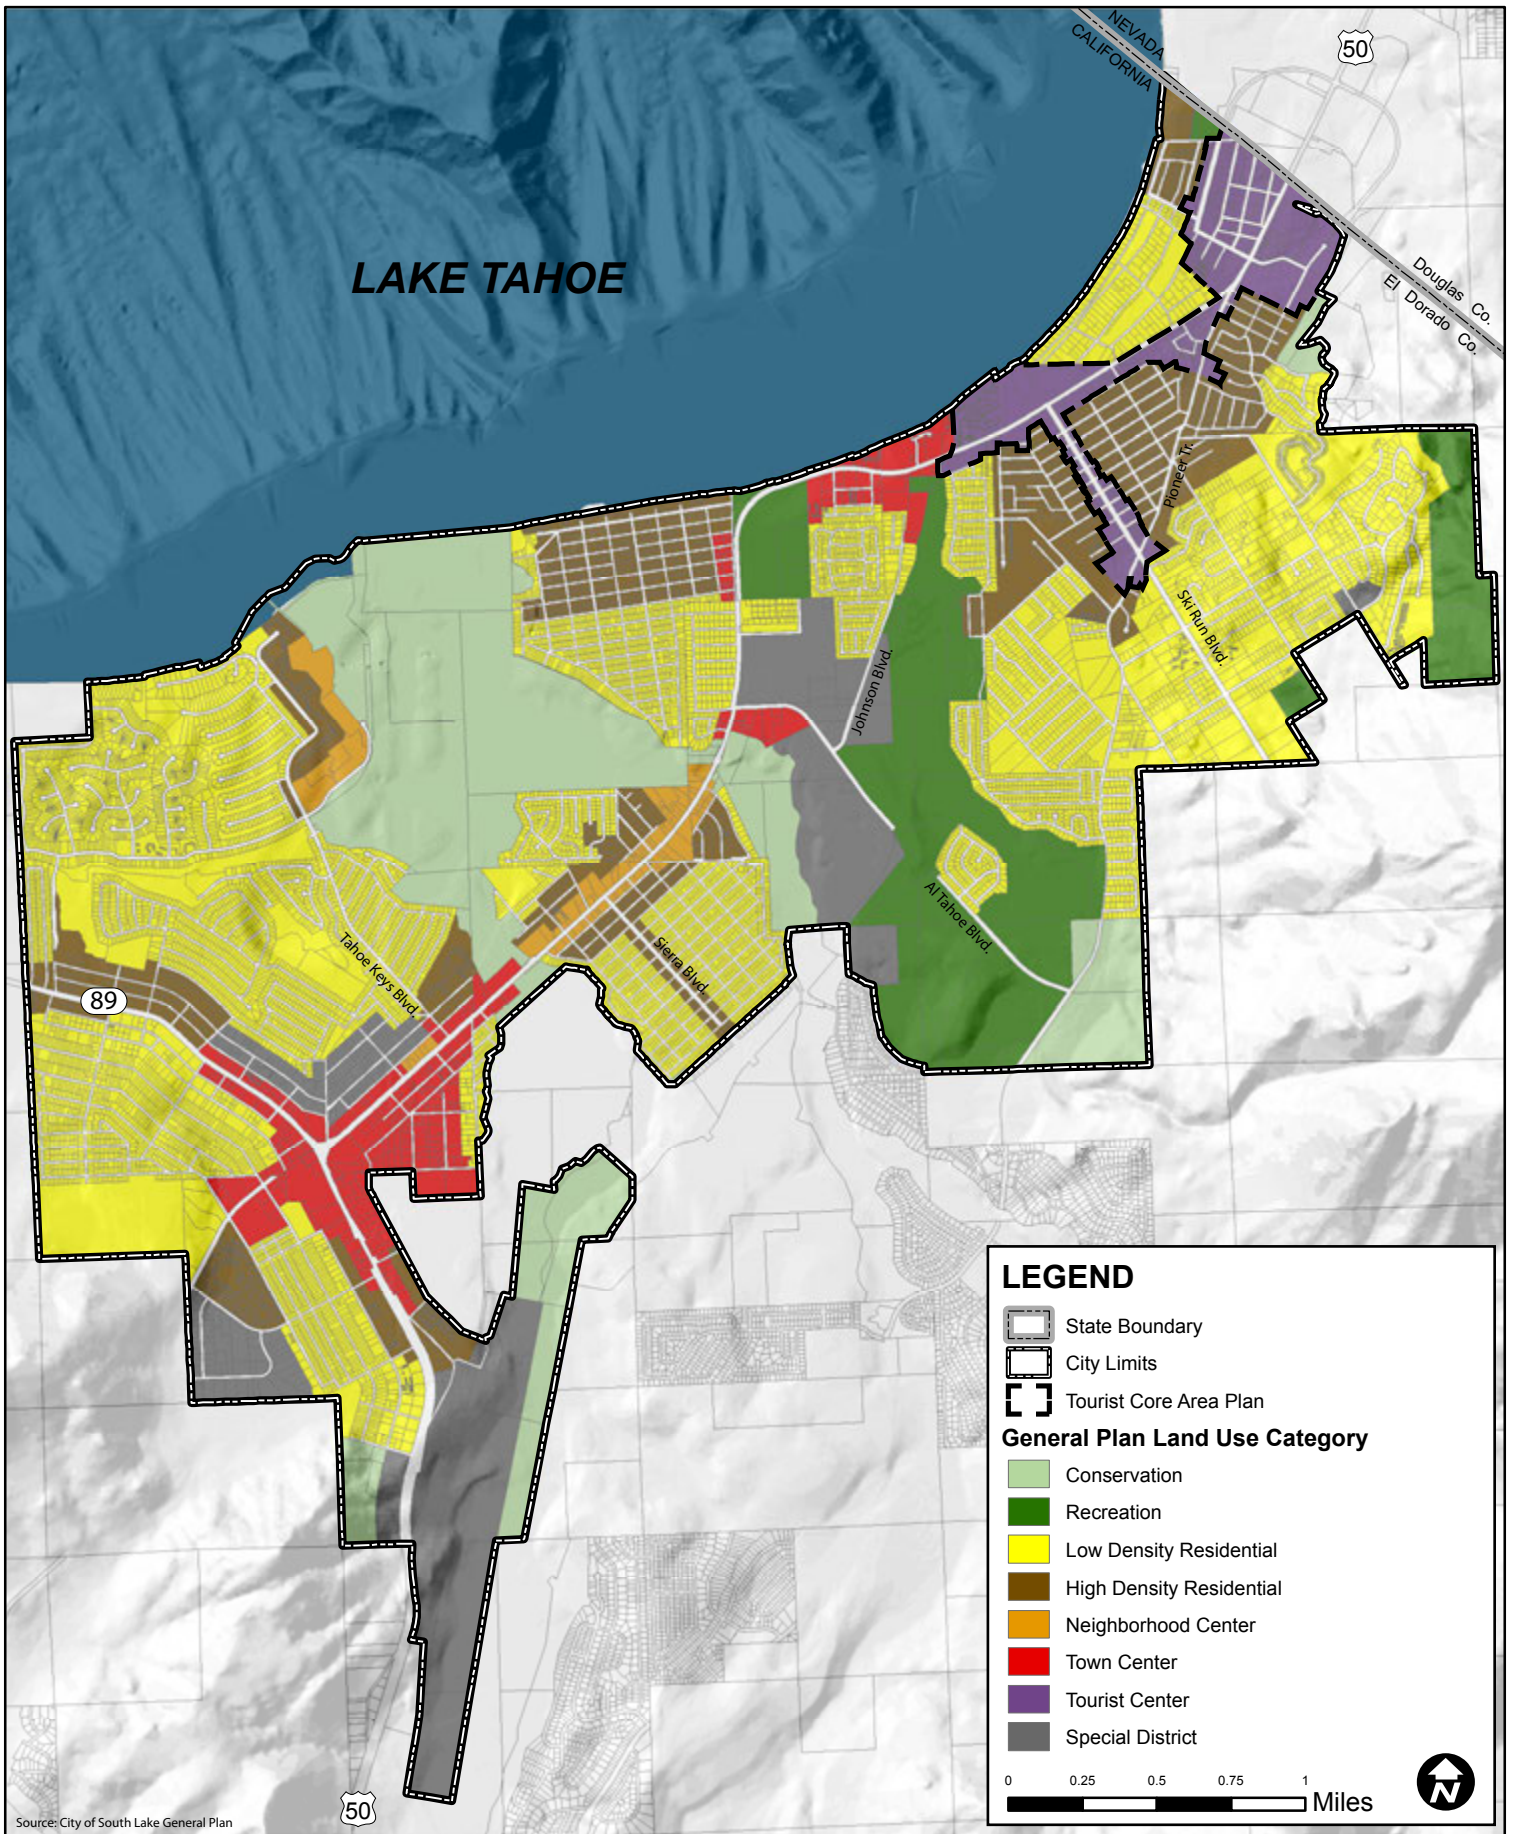 NEVADA
CALIFORNIA
50
LAKE TAHOE
Douglas Co.
El Dorado Co.
Pioneer Tr.
Ski Run Blvd.
Johnson Blvd.
Al Tahoe Blvd.
Sierra Blvd.
Tahoe Keys Blvd.
89
LEGEND
State Boundary
City Limits
Tourist Core Area Plan
General Plan Land Use Category
Conservation
Recreation
Low Density Residential
High Density Residential
Neighborhood Center
Town Center
Tourist Center
Special District
0 0.25 0.5 0.75 1
Miles
N
50
Source: City of South Lake General Plan